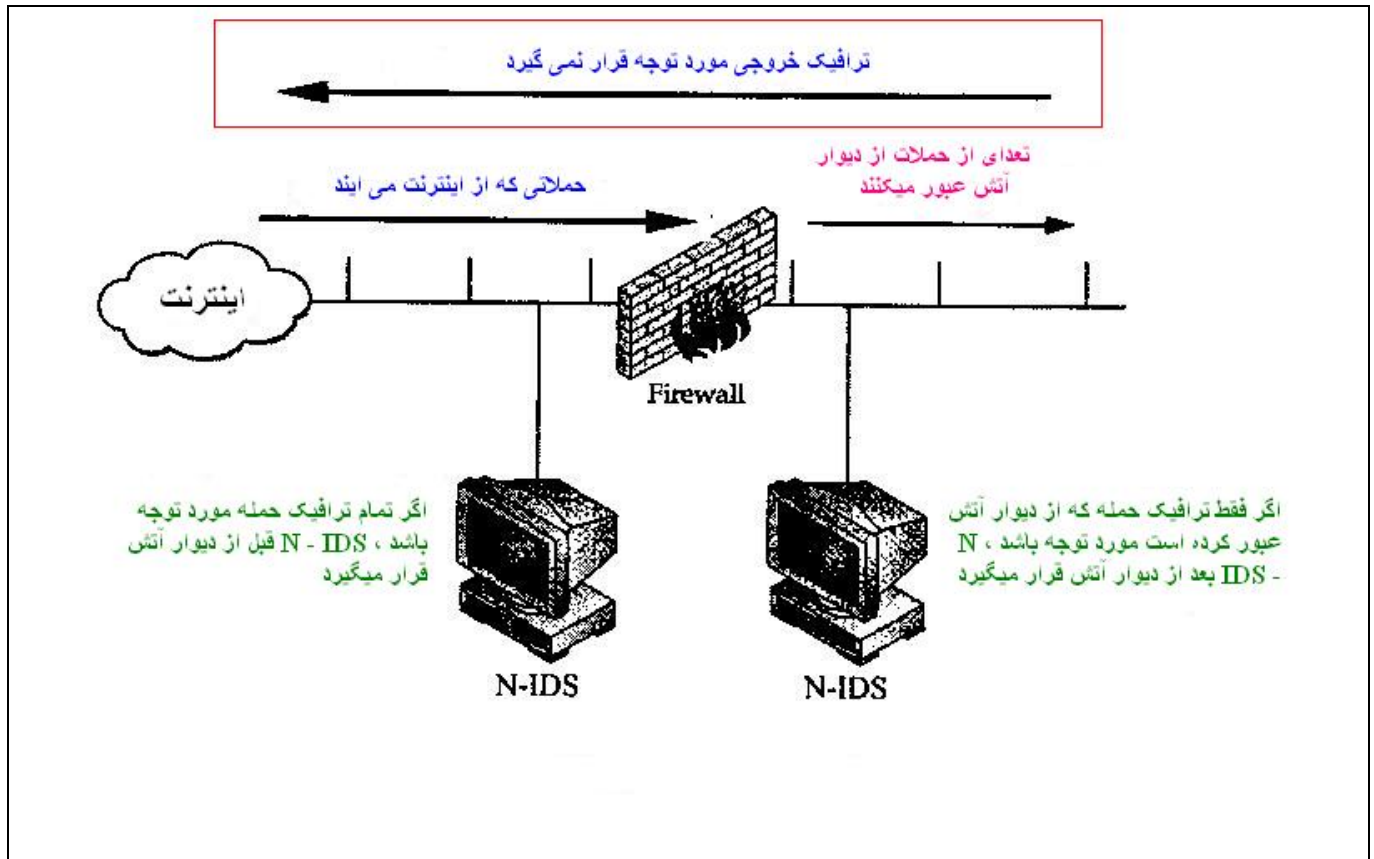 ترافیک خروجی مورد توجه قرار نمی گیرد
تعدای از حملات از دیوار
آتش عبور میکنند
حملاتی که از اینترنت می ایند
اینترنت
Firewall
اگر فقط ترافیک حمله که از دیوار آتش
عبور کرده است مورد توجه باشد ، N
- IDS بعد از دیوار آتش قرار میگیرد
اگر تمام ترافیک حمله مورد توجه
باشد ، N - IDS قبل از دیوار آتش
قرار میگیرد
N-IDS
N-IDS